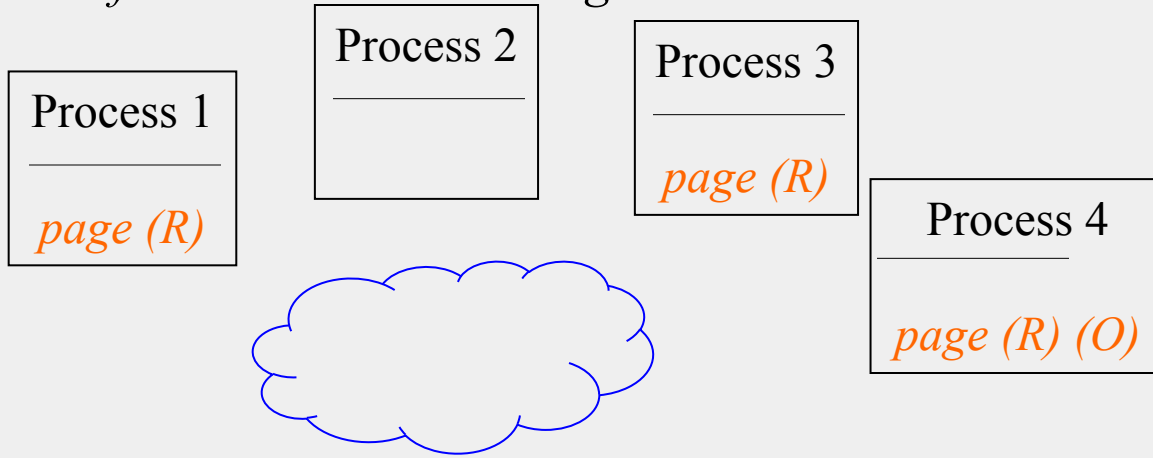 Process 1
page (R)
Process 2
Process 3
page (R)
Process 4
page (R) (O)